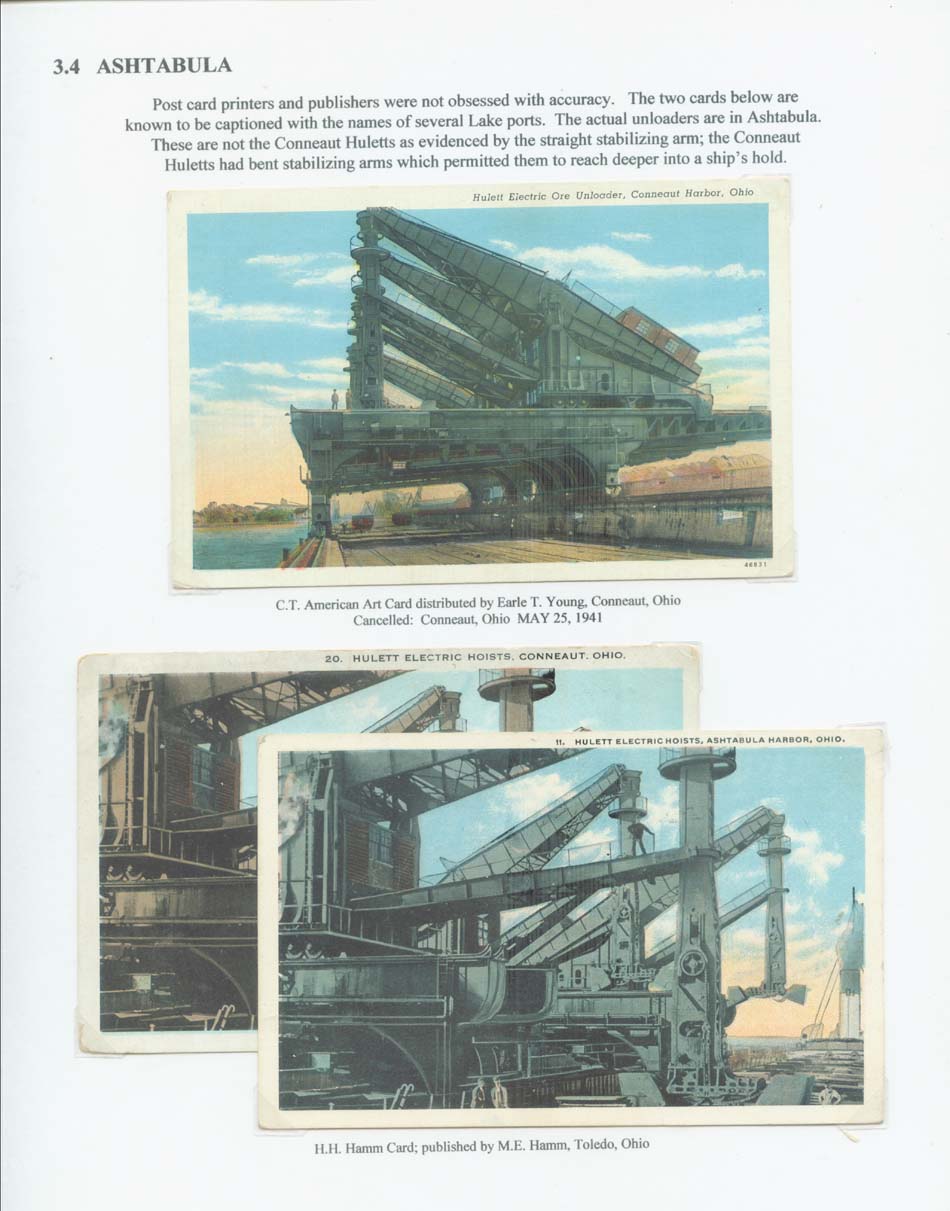 3.4 ASHTABULA
Post card printers and publishers were not obsessed with accuracy. The two cards below are
known to be captioned with the names of several Lake ports. The actual unloaders are in Ashtabula.
These are not the Conneaut Huletts as evidenced by the straight stabilizing arm; the Conneaut
Huletts had bent stabilizing arms which permitted them to reach deeper into a ship's hold.
Hulett Electric Ore Unloader, Conneaut Harbor, Ohio
46831
C.T. American Art Card distributed by Earle T. Young, Conneaut, Ohio
Cancelled: Conneaut, Ohio MAY 25, 1941
20. HULETT ELECTRIC HOISTS, CONNEAUT, OHIO.
11. HULETT ELECTRIC HOISTS, ASHTABULA HARBOR, OHIO.
H.H. Hamm Card; published by M.E. Hamm, Toledo, Ohio